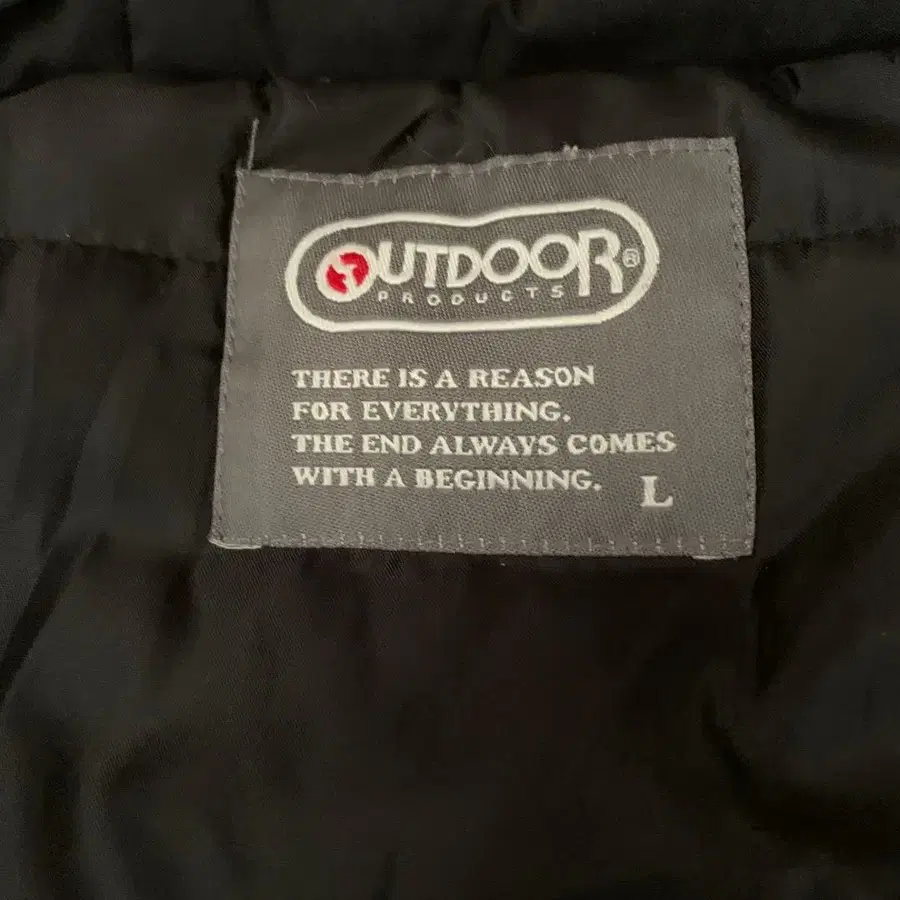 OUTDOOR®
PRODUCTS
THERE IS A REASON
FOR EVERYTHING.
THE END ALWAYS COMES
WITH A BEGINNING.
L